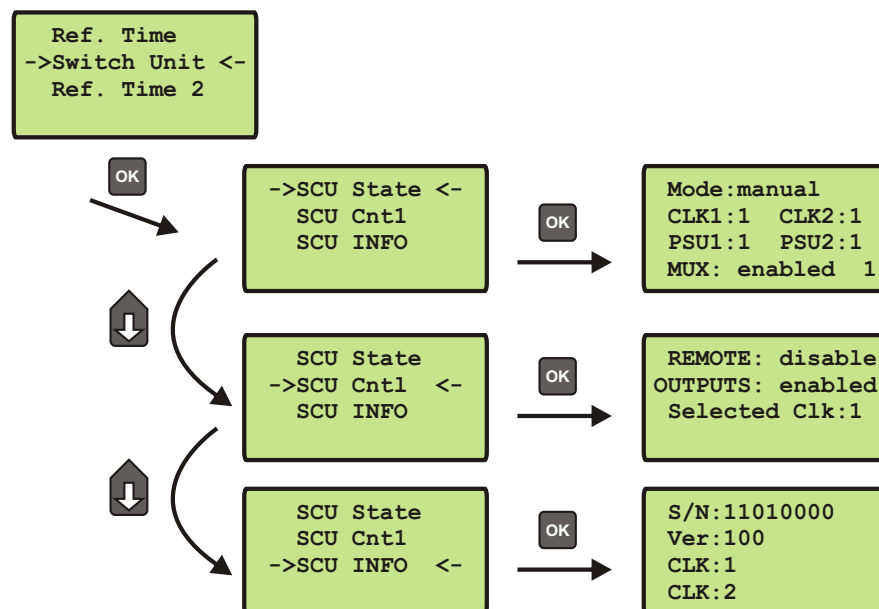 Ref. Time
->Switch Unit <-
Ref. Time 2
OK
->SCU State <-
SCU Cnt1
SCU INFO
OK
Mode:manual
CLK1:1 CLK2:1
PSU1:1 PSU2:1
MUX: enabled 1
SCU State
->SCU Cntl <-
SCU INFO
OK
REMOTE: disable
OUTPUTS: enabled
Selected Clk:1
SCU State
SCU Cnt1
->SCU INFO <-
OK
S/N:11010000
Ver:100
CLK:1
CLK:2